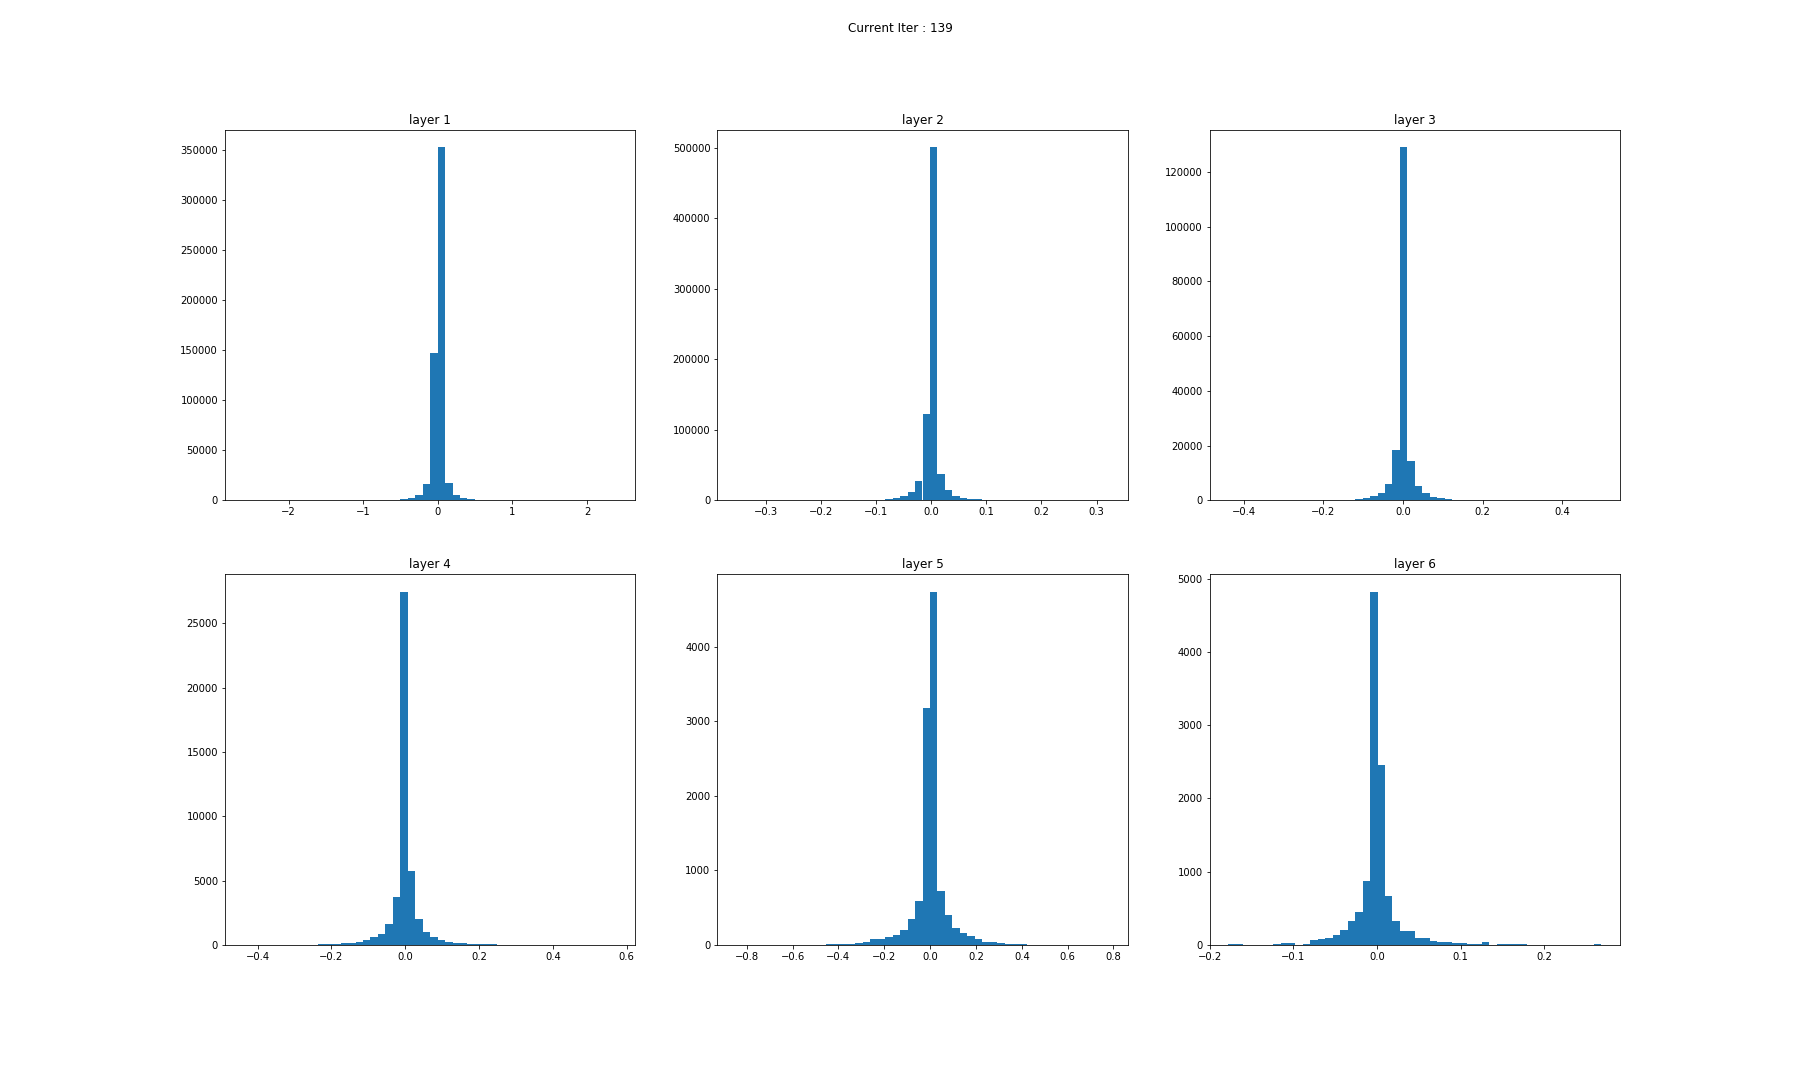 Current Iter : 139
layer 1
350000
300000
250000
200000
150000
100000
50000
0
−2 −1 0 1 2
layer 2
500000
400000
300000
200000
100000
0
−0.3 −0.2 −0.1 0.0 0.1 0.2 0.3
layer 3
120000
100000
80000
60000
40000
20000
0
−0.4 −0.2 0.0 0.2 0.4
layer 4
25000
20000
15000
10000
5000
0
−0.4 −0.2 0.0 0.2 0.4 0.6
layer 5
4000
3000
2000
1000
0
−0.8 −0.6 −0.4 −0.2 0.0 0.2 0.4 0.6 0.8
layer 6
5000
4000
3000
2000
1000
0
−0.2 −0.1 0.0 0.1 0.2